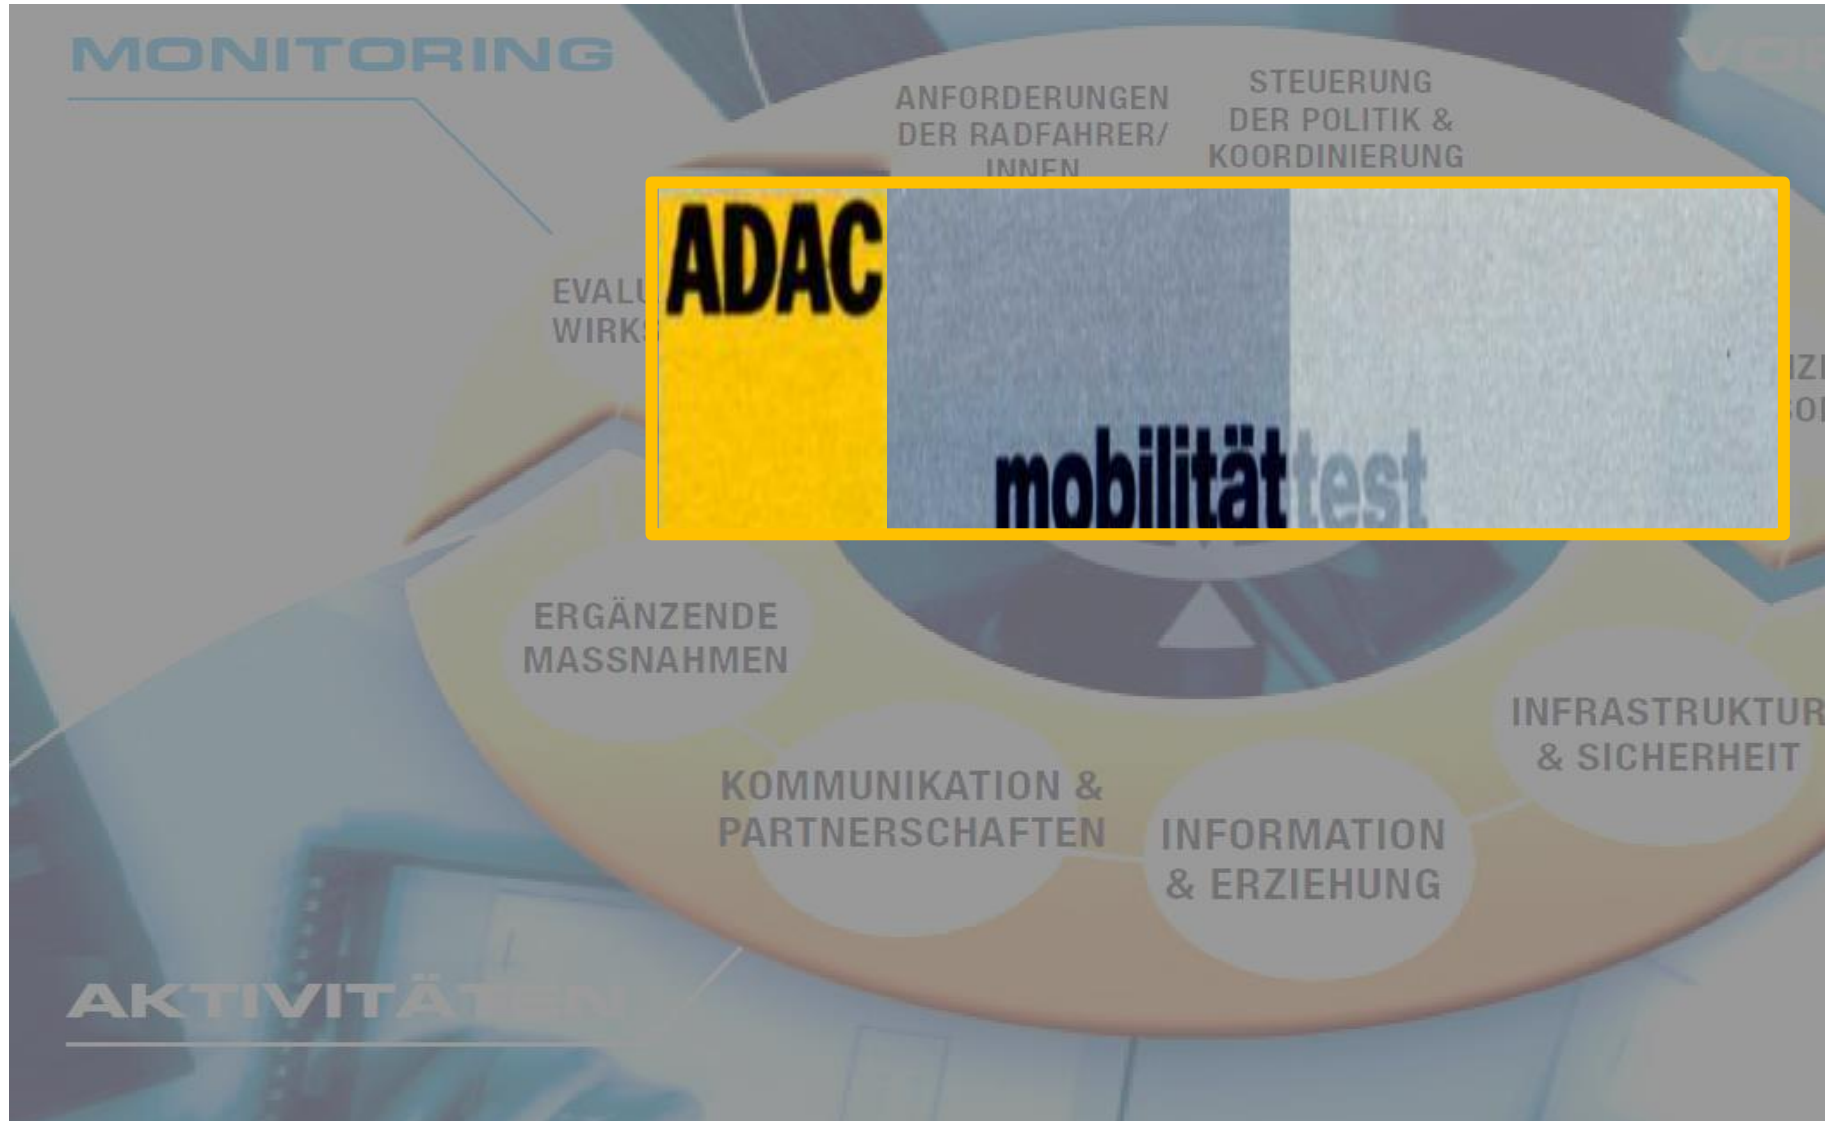 MONITORING
ANFORDERUNGEN
DER RADFAHRER/
INNEN
STEUERUNG
DER POLITIK &
KOORDINIERUNG
ADAC
mobilitättest
ERGÄNZENDE
MASSNAHMEN
INFRASTRUKTUR
& SICHERHEIT
KOMMUNIKATION &
PARTNERSCHAFTEN
INFORMATION
& ERZIEHUNG
AKTIVITÄTEN